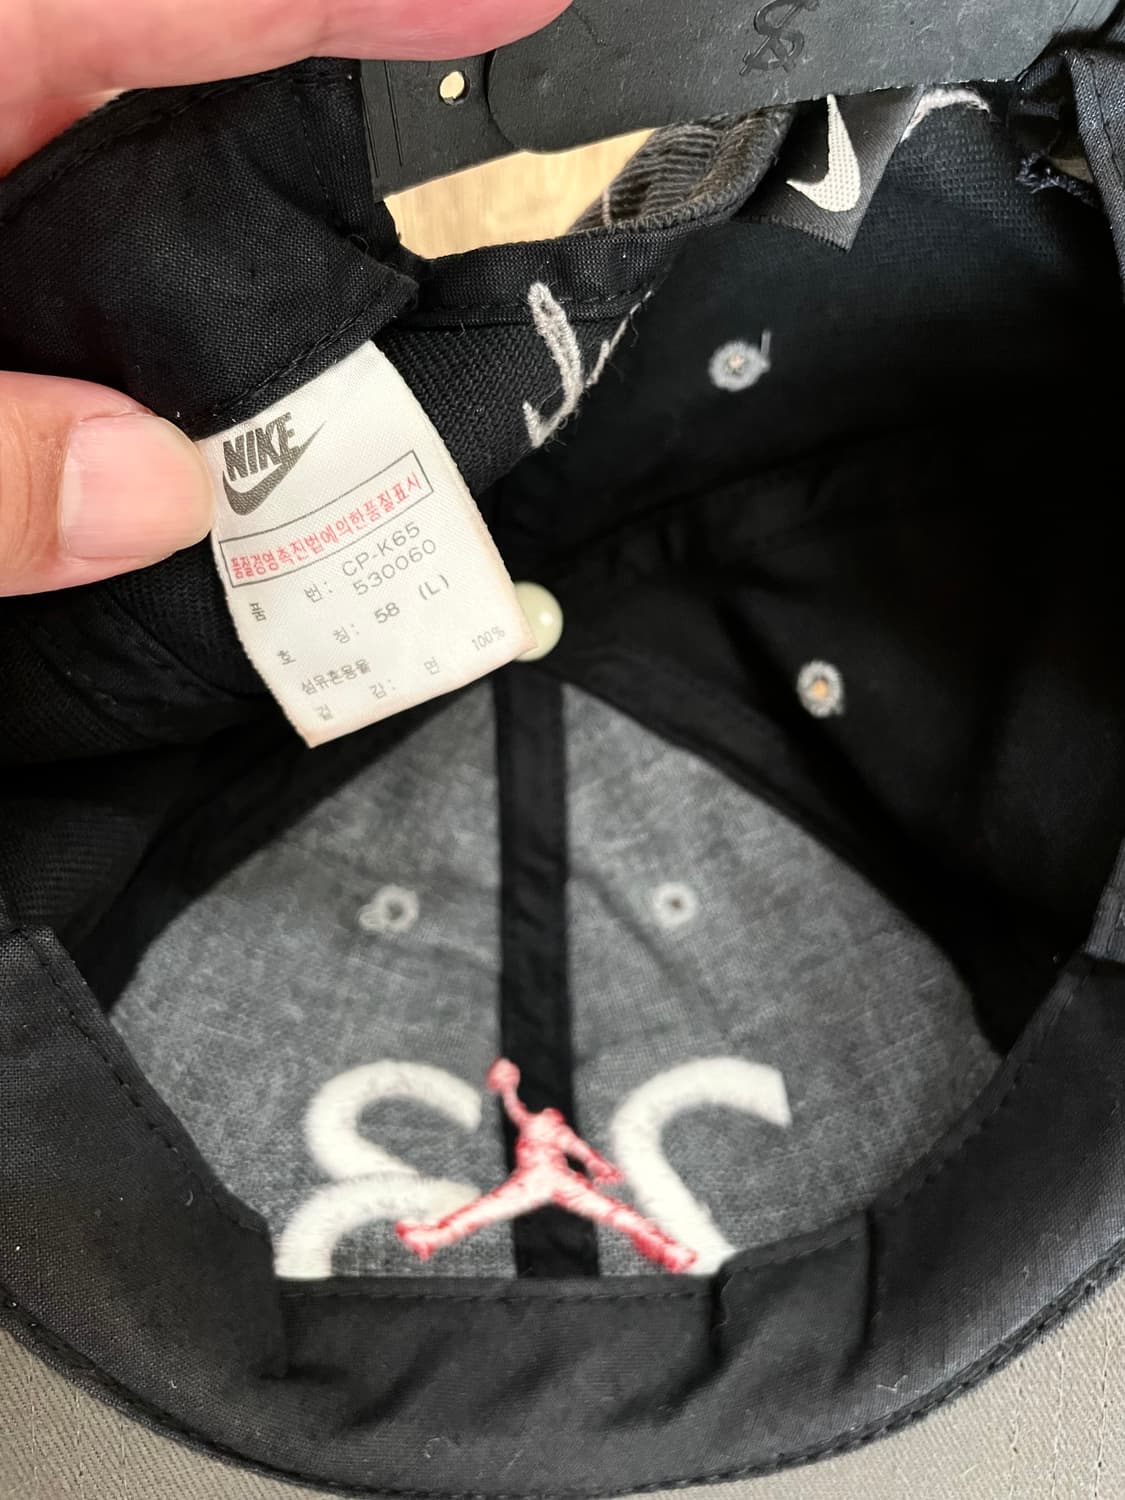 NIKE
품질경영촉진법에의한품질표시
품 번: CP-K65
530060
호 칭: 58 (L)
섬유혼용율
겉 감: 면 100%
23